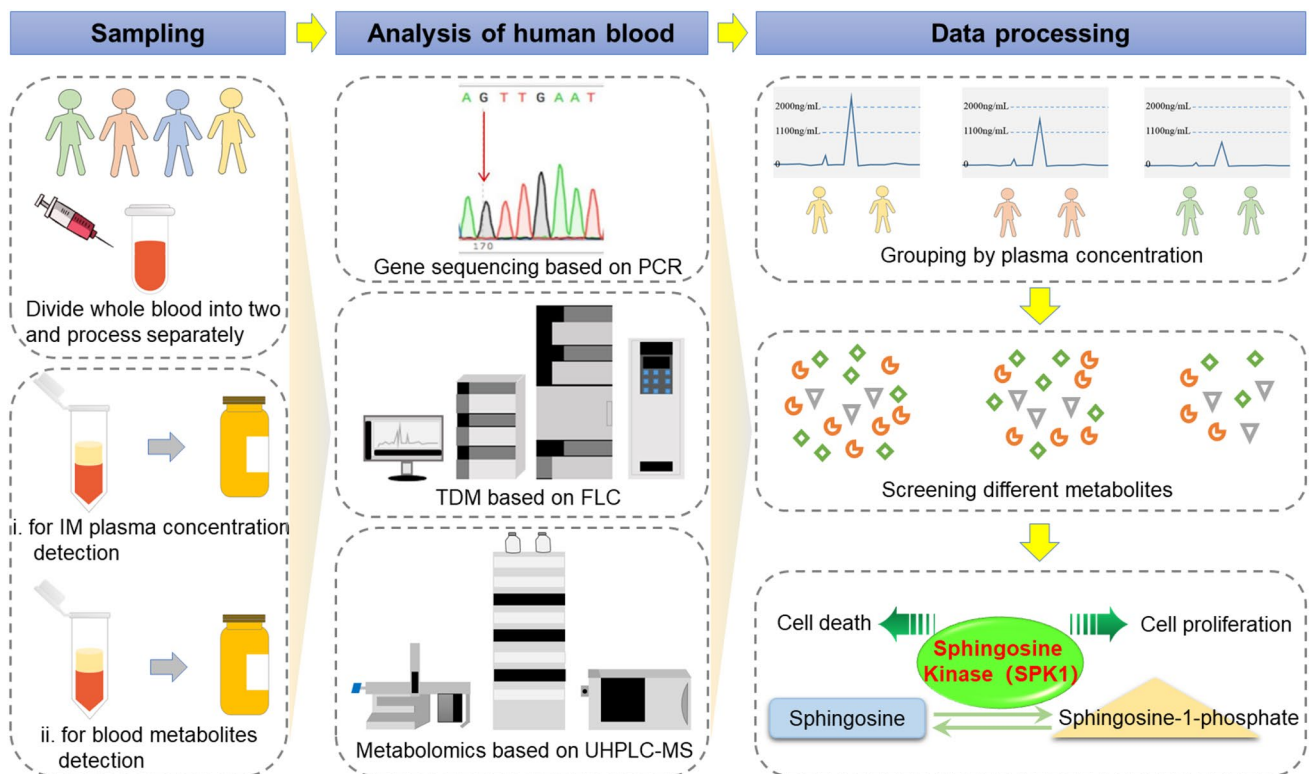 Sampling
Analysis of human blood
Data processing
Divide whole blood into two
and process separately
i. for IM plasma concentration
detection
ii. for blood metabolites
detection
A G T T G A A T
170
Gene sequencing based on PCR
TDM based on FLC
Metabolomics based on UHPLC-MS
2000ng/mL
1100ng/mL
0
2000ng/mL
1100ng/mL
0
2000ng/mL
1100ng/mL
0
Grouping by plasma concentration
Screening different metabolites
Cell death
Cell proliferation
Sphingosine
Kinase (SPK1)
Sphingosine
Sphingosine-1-phosphate